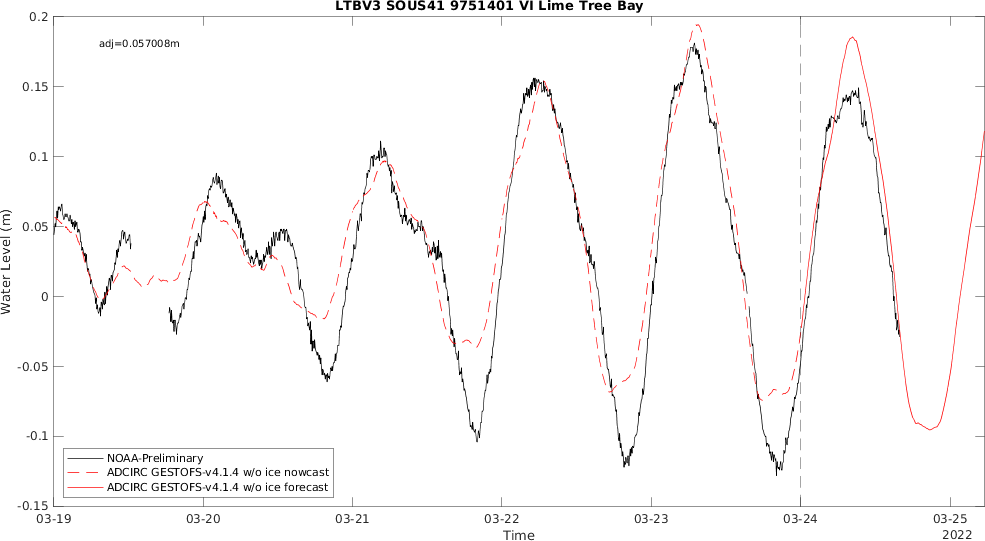 LTBV3 SOUS41 9751401 VI Lime Tree Bay
adj=0.057008m
Water Level (m)
0.2
0.15
0.1
0.05
0
-0.05
-0.1
-0.15
NOAA-Preliminary
ADCIRC GESTOFS-v4.1.4 w/o ice nowcast
ADCIRC GESTOFS-v4.1.4 w/o ice forecast
03-19 03-20 03-21 03-22 03-23 03-24 03-25
Time
2022